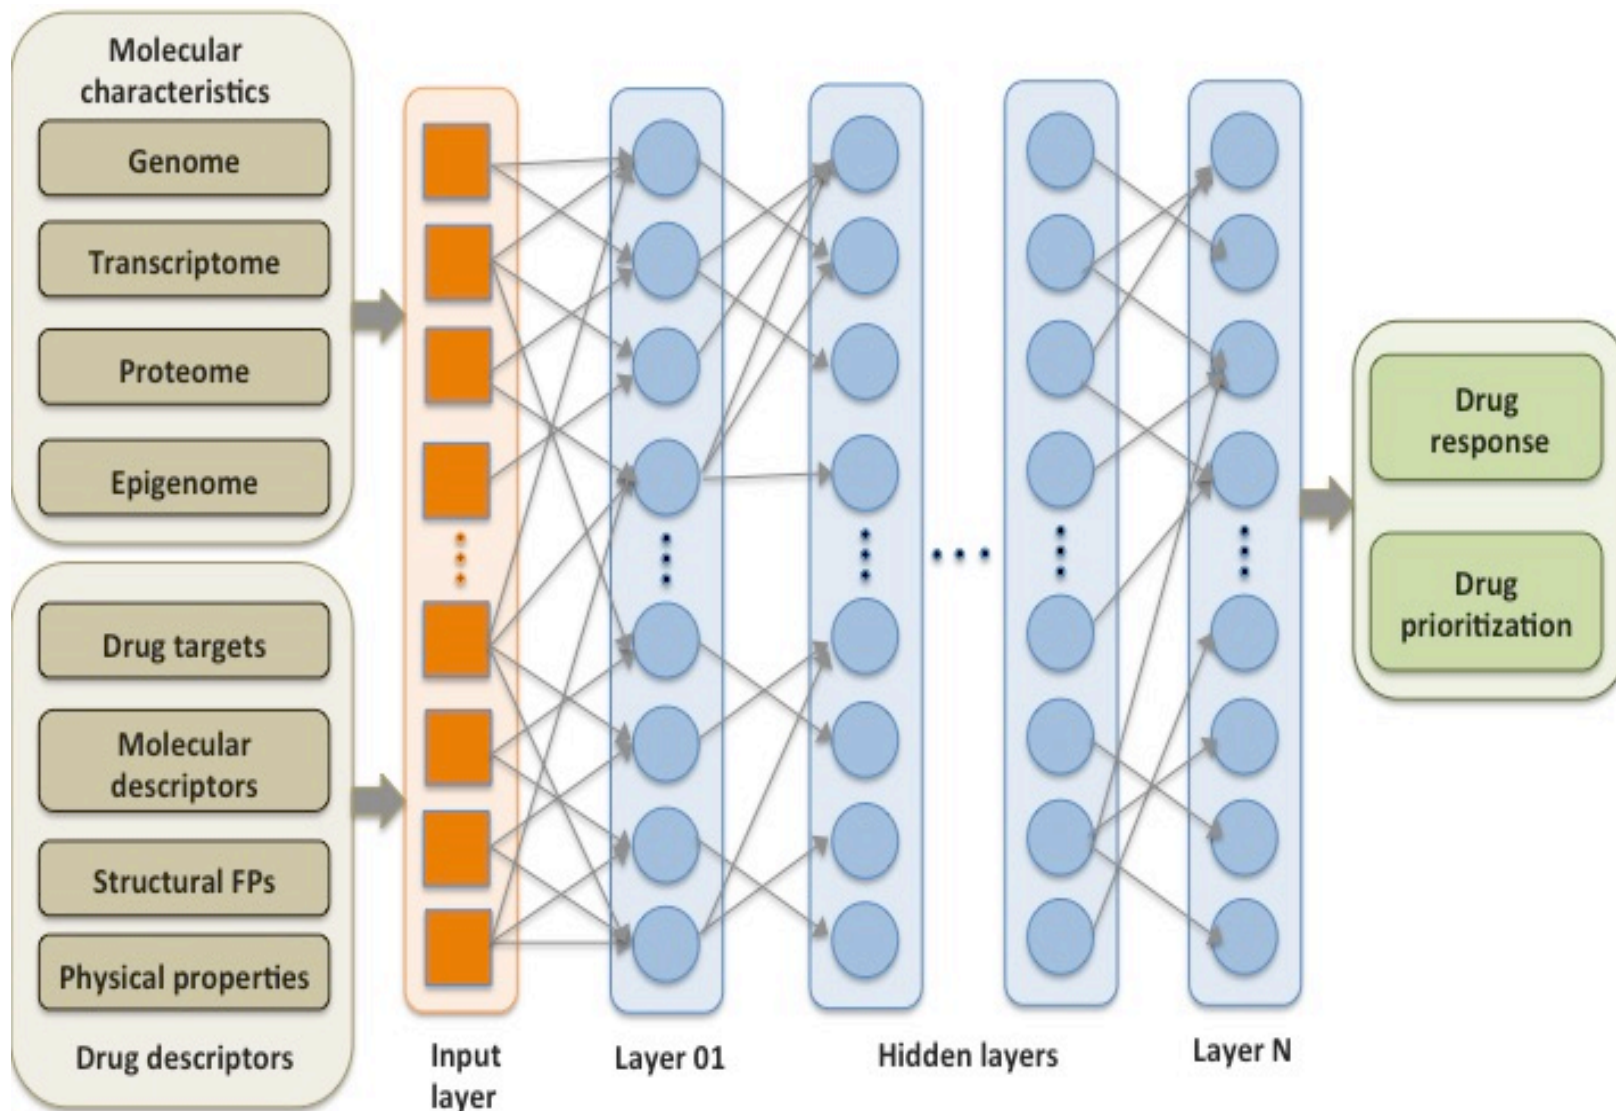 Molecular
characteristics
Genome
Transcriptome
Proteome
Epigenome
Drug targets
Molecular
descriptors
Structural FPs
Physical properties
Drug descriptors
Input
layer
Layer 01
Hidden layers
Layer N
Drug
response
Drug
prioritization